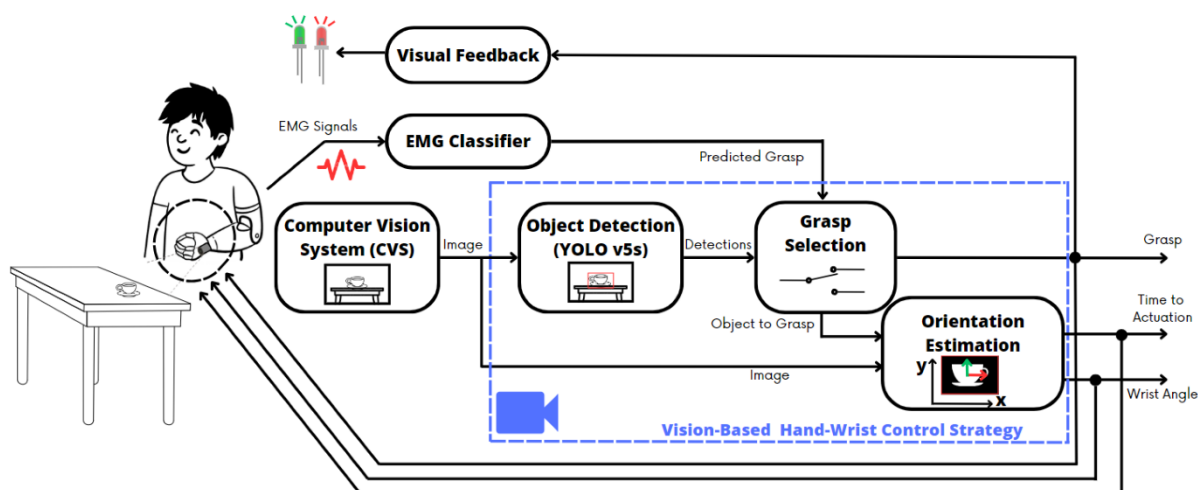 Visual Feedback
EMG Signals
EMG Classifier
Predicted Grasp
Computer Vision
System (CVS)
Image
Object Detection
(YOLO v5s)
Detections
Grasp
Selection
Grasp
Object to Grasp
Time to
Actuation
Orientation
Estimation
y
x
Image
Wrist Angle
Vision-Based Hand-Wrist Control Strategy